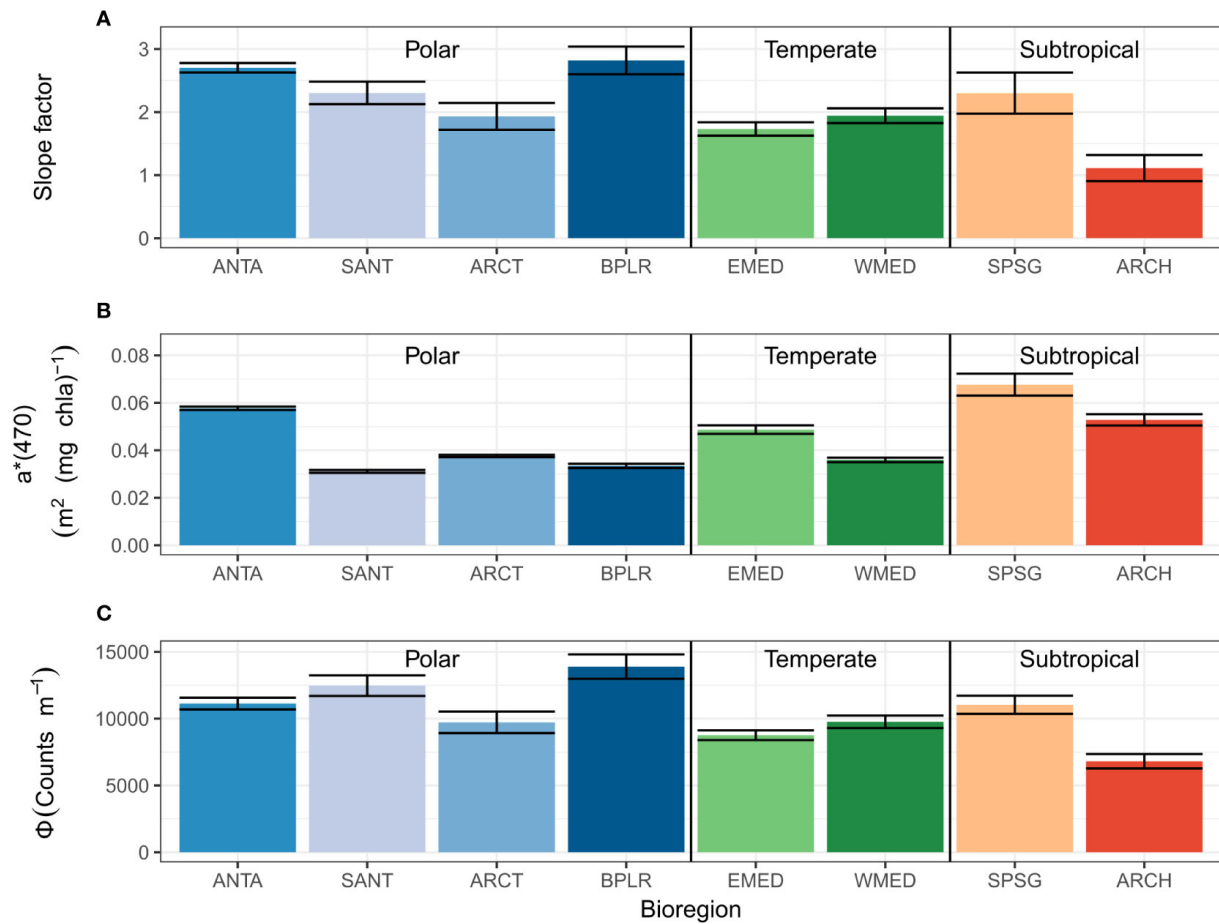 A
Polar Temperate Subtropical
3
2
1
0
Slope factor
ANTA SANT ARCT BPLR EMED WMED SPSG ARCH
B
Polar Temperate Subtropical
0.08
0.06
0.04
0.02
0.00
a*(470)
(m² (mg chla)⁻¹)
ANTA SANT ARCT BPLR EMED WMED SPSG ARCH
C
Polar Temperate Subtropical
15000
10000
5000
0
Φ(Counts m⁻¹)
ANTA SANT ARCT BPLR EMED WMED SPSG ARCH
Bioregion